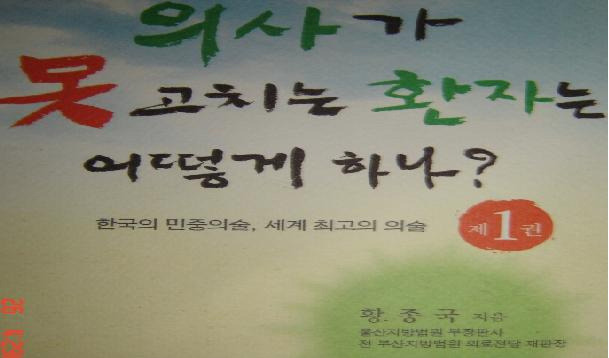 의사가
못 고치는 환자는
어떻게 하나?
한국의 민중의술, 세계 최고의 의술
제1권
황종국 지음
울산지방법원 부장판사
전 부산지방법원 의료전담 재판장